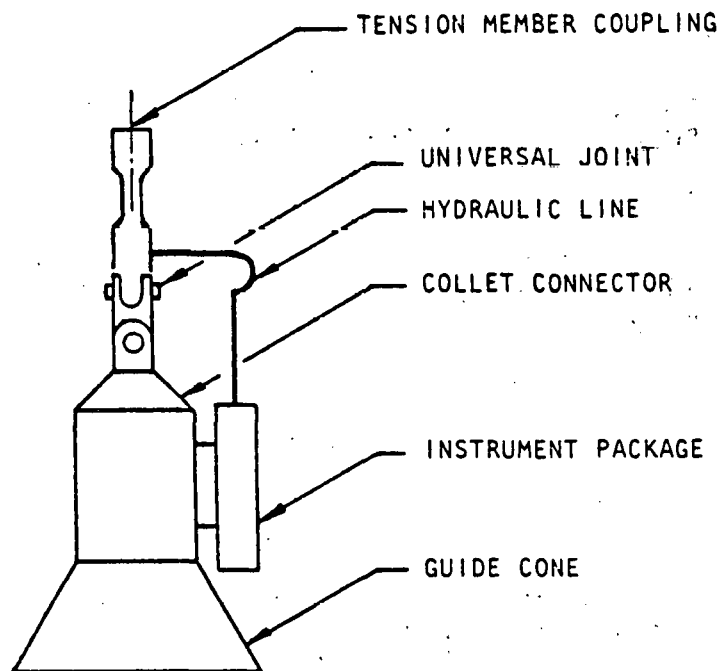 TENSION MEMBER COUPLING
UNIVERSAL JOINT
HYDRAULIC LINE
COLLET CONNECTOR
INSTRUMENT PACKAGE
GUIDE CONE